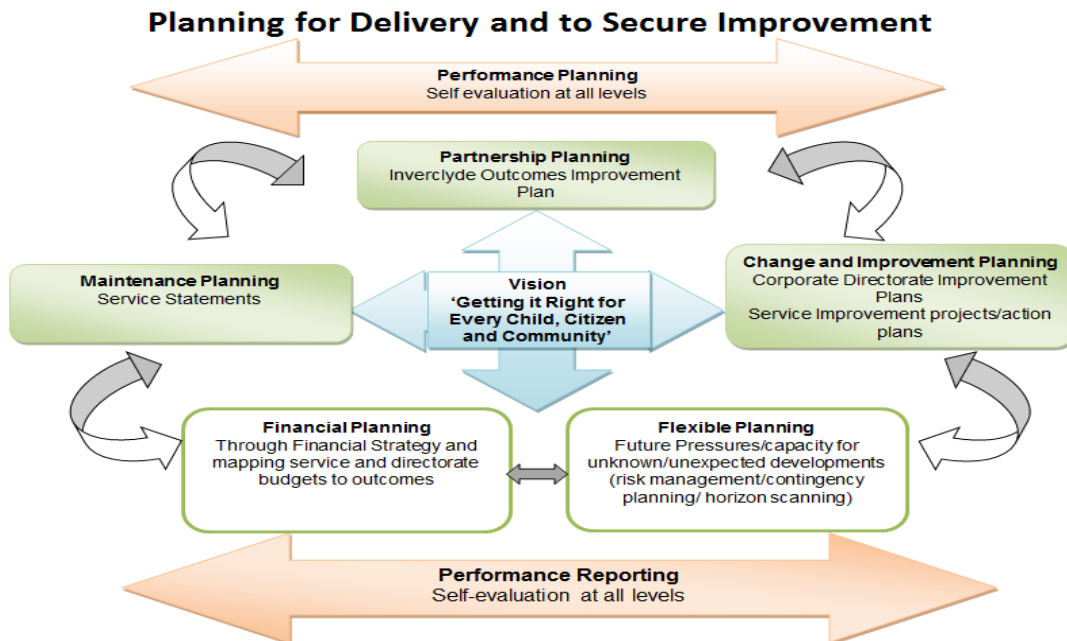 Planning for Delivery and to Secure Improvement
Performance Planning
Self evaluation at all levels
Partnership Planning
Inverclyde Outcomes Improvement
Plan
Maintenance Planning
Service Statements
Vision
‘Getting it Right for
Every Child, Citizen
and Community’
Change and Improvement Planning
Corporate Directorate Improvement
Plans
Service Improvement projects/action
plans
Financial Planning
Through Financial Strategy and
mapping service and directorate
budgets to outcomes
Flexible Planning
Future Pressures/capacity for
unknown/unexpected developments
(risk management/contingency
planning/ horizon scanning)
Performance Reporting
Self-evaluation at all levels